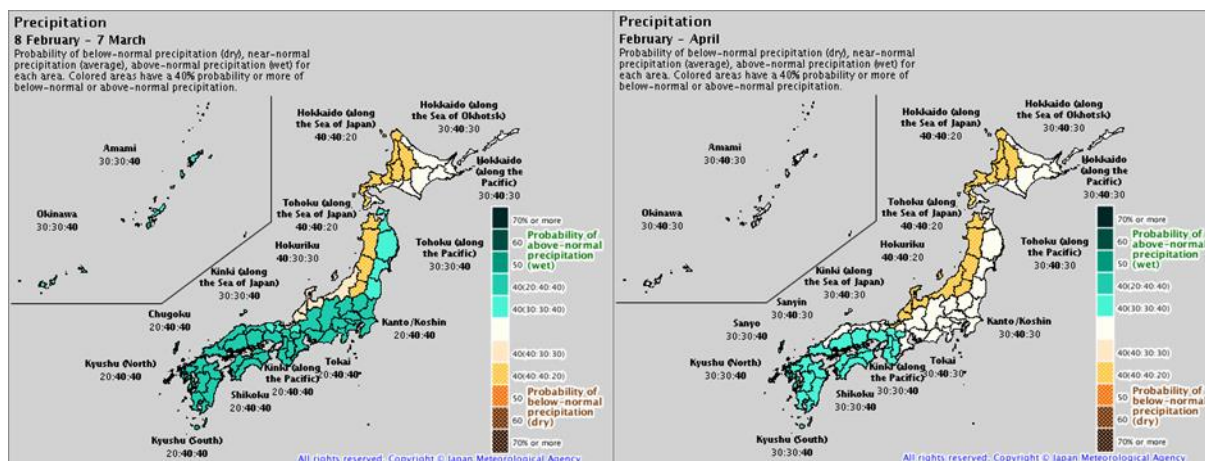 Precipitation
8 February - 7 March
Probability of below-normal precipitation (dry), near-normal
precipitation (average), above-normal precipitation (wet) for
each area. Colored areas have a 40% probability or more of
below-normal or above-normal precipitation.
Hokkaido (along
the Sea of Japan)
40:40:20
Hokkaido (along
the Sea of Okhotsk)
30:40:30
Hokkaido
(along the
Pacific)
30:40:30
Amami
30:30:40
Okinawa
30:30:40
Tohoku (along
the Sea of Japan)
40:40:20
Hokuriku
40:30:30
Tohoku (along
the Pacific)
30:30:40
Kinki (along
the Sea of Japan)
30:30:40
Chugoku
20:40:40
Kanto/Koshin
20:40:40
Kyushu (North)
20:40:40
Tokai
20:40:40
Kinki (along
the Pacific)
20:40:40
Shikoku
20:40:40
Kyushu (South)
20:40:40
70% or more
60
50
Probability of
above-normal
precipitation
(wet)
40(20:40:40)
40(30:30:40)
40(40:30:30)
40(40:40:20)
50
60
Probability of
below-normal
precipitation
(dry)
70% or more
All rights reserved. Copyright © Japan Meteorological Agency
Precipitation
February - April
Probability of below-normal precipitation (dry), near-normal
precipitation (average), above-normal precipitation (wet) for
each area. Colored areas have a 40% probability or more of
below-normal or above-normal precipitation.
Hokkaido (along
the Sea of Japan)
40:40:20
Hokkaido (along
the Sea of Okhotsk)
30:40:30
Hokkaido
(along the
Pacific)
30:40:30
Amami
30:40:30
Okinawa
30:40:30
Tohoku (along
the Sea of Japan)
40:40:20
Hokuriku
40:40:20
Tohoku (along
the Pacific)
30:40:30
Kinki (along
the Sea of Japan)
30:40:30
Sanyin
30:40:30
Sanyo
30:30:40
Kanto/Koshin
30:40:30
Kyushu (North)
30:30:40
Tokai
30:40:30
Kinki (along
the Pacific)
30:30:40
Shikoku
30:30:40
Kyushu (South)
30:30:40
70% or more
60
50
Probability of
above-normal
precipitation
(wet)
40(20:40:40)
40(30:30:40)
40(40:30:30)
40(40:40:20)
50
60
Probability of
below-normal
precipitation
(dry)
70% or more
All rights reserved. Copyright © Japan Meteorological Agency